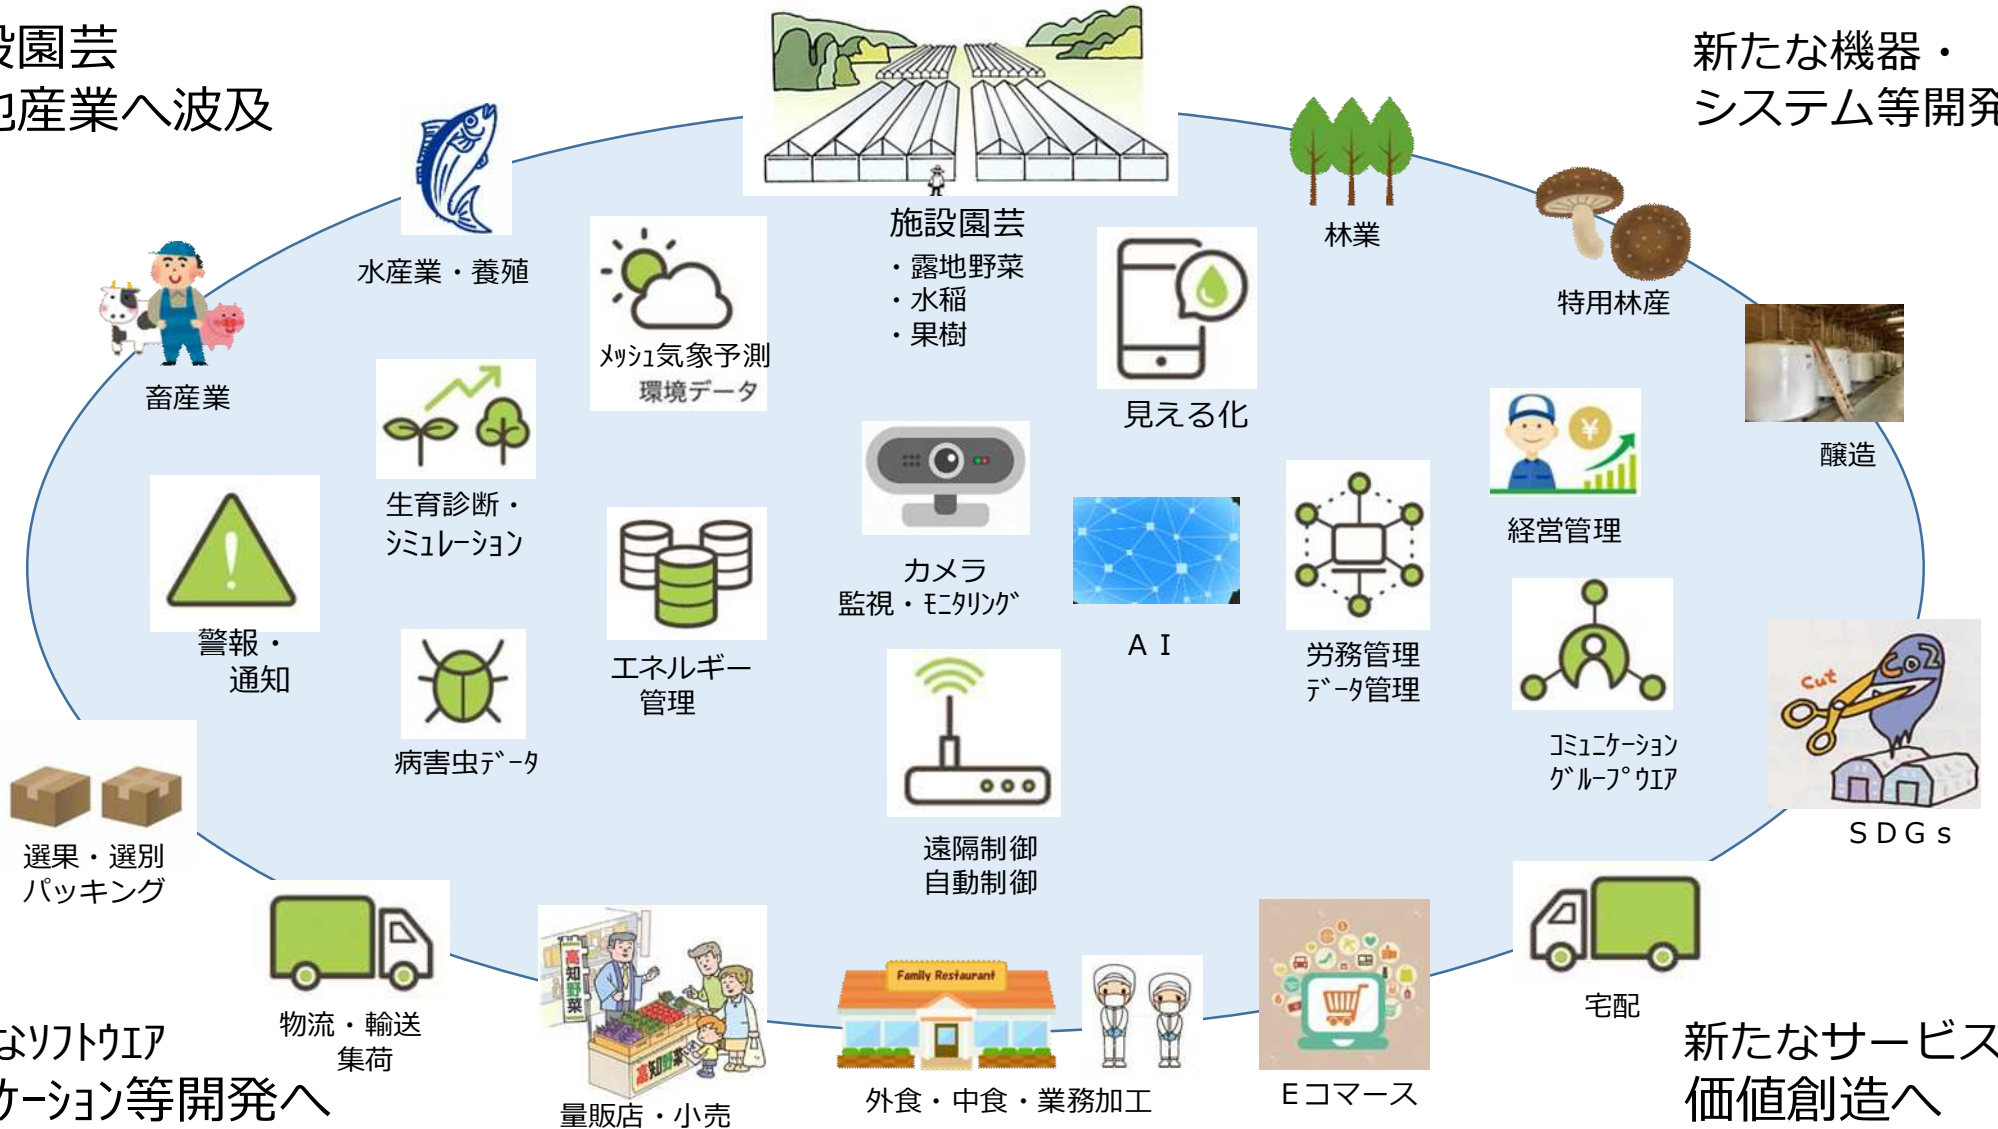 設園芸
他産業へ波及
新たな機器・
システム等開発
施設園芸
・露地野菜
・水稲
・果樹
水産業・養殖
林業
特用林産
畜産業
ﾒｯｼｭ気象予測
環境データ
見える化
醸造
生育診断・
ｼﾐｭﾚｰｼｮﾝ
経営管理
カメラ
監視・ﾓﾆﾀﾘﾝｸﾞ
ＡＩ
警報・
通知
エネルギー
管理
労務管理
ﾃﾞｰﾀ管理
病害虫ﾃﾞｰﾀ
ｺﾐｭﾆｹｰｼｮﾝ
ｸﾞﾙｰﾌﾟｳｴｱ
Cut
CO2
ＳＤＧｓ
遠隔制御
自動制御
選果・選別
パッキング
物流・輸送
集荷
高知野菜
高知野菜
量販店・小売
Family Restaurant
外食・中食・業務加工
Ｅコマース
宅配
なｿﾌﾄｳｴｱ
ｹｰｼｮﾝ等開発へ
新たなサービス
価値創造へ